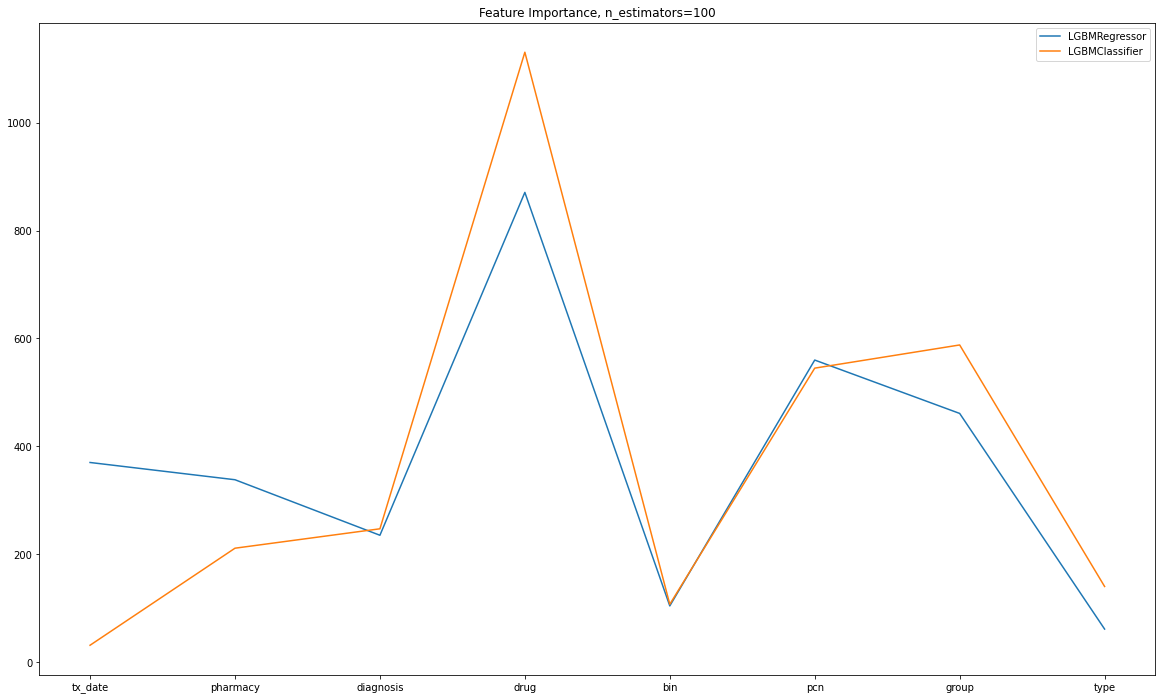 Feature Importance, n_estimators=100
LGBMRegressor
LGBMClassifier
1000
800
600
400
200
0
tx_date pharmacy diagnosis drug bin pcn group type